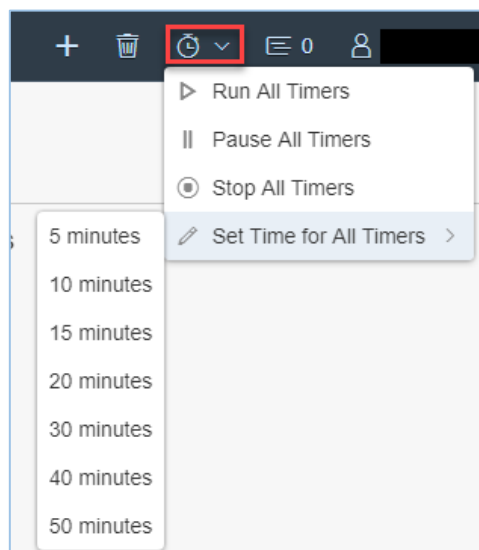 0
Run All Timers
Pause All Timers
Stop All Timers
Set Time for All Timers
5 minutes
10 minutes
15 minutes
20 minutes
30 minutes
40 minutes
50 minutes